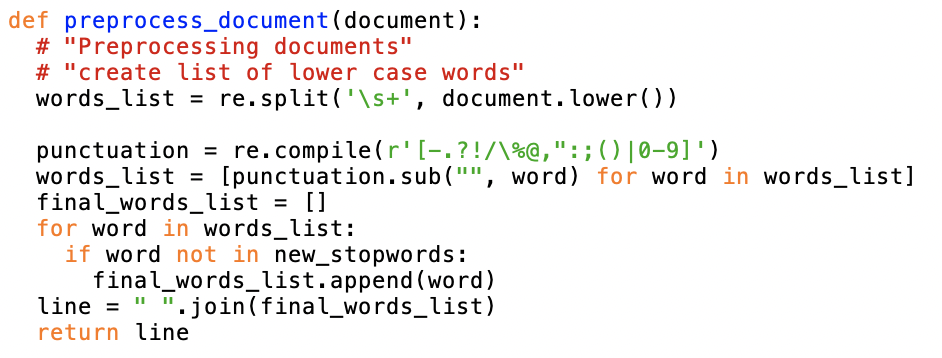 def preprocess_document(document):
  # "Preprocessing documents"
  # "create list of lower case words"
  words_list = re.split('\s+', document.lower())

  punctuation = re.compile(r'[-.?!/\%@,":;()|0-9]')
  words_list = [punctuation.sub("", word) for word in words_list]
  final_words_list = []
  for word in words_list:
    if word not in new_stopwords:
      final_words_list.append(word)
  line = " ".join(final_words_list)
  return line